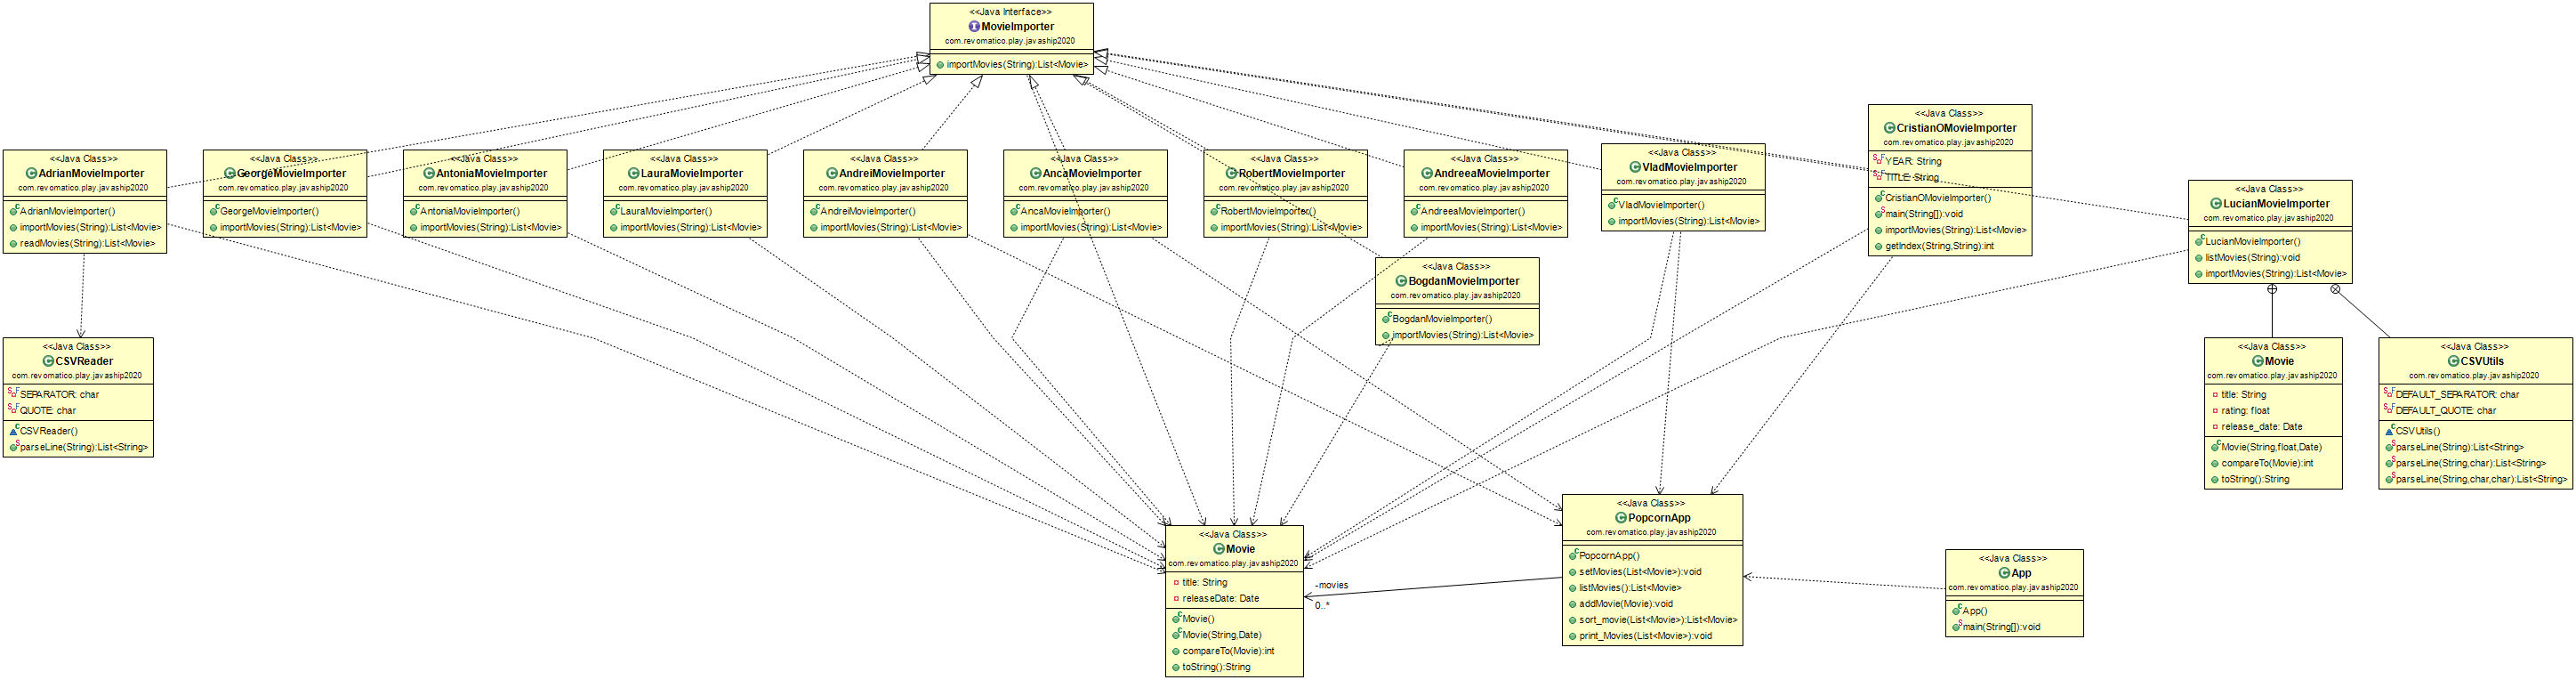 <<Java Interface>>
MovieImporter
com.revomatico.play.javaship2020
importMovies(String):List<Movie>
<<Java Class>>
AdrianMovieImporter
com.revomatico.play.javaship2020
AdrianMovieImporter()
importMovies(String):List<Movie>
readMovies(String):List<Movie>
<<Java Class>>
GeorgeMovieImporter
com.revomatico.play.javaship2020
GeorgeMovieImporter()
importMovies(String):List<Movie>
<<Java Class>>
AntoniaMovieImporter
com.revomatico.play.javaship2020
AntoniaMovieImporter()
importMovies(String):List<Movie>
<<Java Class>>
LauraMovieImporter
com.revomatico.play.javaship2020
LauraMovieImporter()
importMovies(String):List<Movie>
<<Java Class>>
AndreiMovieImporter
com.revomatico.play.javaship2020
AndreiMovieImporter()
importMovies(String):List<Movie>
<<Java Class>>
AncaMovieImporter
com.revomatico.play.javaship2020
AncaMovieImporter()
importMovies(String):List<Movie>
<<Java Class>>
RobertMovieImporter
com.revomatico.play.javaship2020
RobertMovieImporter()
importMovies(String):List<Movie>
<<Java Class>>
AndreeaMovieImporter
com.revomatico.play.javaship2020
AndreeaMovieImporter()
importMovies(String):List<Movie>
<<Java Class>>
VladMovieImporter
com.revomatico.play.javaship2020
VladMovieImporter()
importMovies(String):List<Movie>
<<Java Class>>
CristianOMovieImporter
com.revomatico.play.javaship2020
YEAR: String
TITLE: String
CristianOMovieImporter()
main(String[]):void
importMovies(String):List<Movie>
getIndex(String,String):int
<<Java Class>>
LucianMovieImporter
com.revomatico.play.javaship2020
LucianMovieImporter()
listMovies(String):void
importMovies(String):List<Movie>
<<Java Class>>
BogdanMovieImporter
com.revomatico.play.javaship2020
BogdanMovieImporter()
importMovies(String):List<Movie>
<<Java Class>>
CSVReader
com.revomatico.play.javaship2020
SEPARATOR: char
QUOTE: char
CSVReader()
parseLine(String):List<String>
<<Java Class>>
Movie
com.revomatico.play.javaship2020
title: String
rating: float
release_date: Date
Movie(String,float,Date)
compareTo(Movie):int
toString():String
<<Java Class>>
CSVUtils
com.revomatico.play.javaship2020
DEFAULT_SEPARATOR: char
DEFAULT_QUOTE: char
CSVUtils()
parseLine(String):List<String>
parseLine(String,char):List<String>
parseLine(String,char,char):List<String>
<<Java Class>>
Movie
com.revomatico.play.javaship2020
title: String
releaseDate: Date
Movie()
Movie(String,Date)
compareTo(Movie):int
toString():String
-movies
0..*
<<Java Class>>
PopcornApp
com.revomatico.play.javaship2020
PopcornApp()
setMovies(List<Movie>):void
listMovies():List<Movie>
addMovie(Movie):void
sort_movie(List<Movie>):List<Movie>
print_Movies(List<Movie>):void
<<Java Class>>
App
com.revomatico.play.javaship2020
App()
main(String[]):void